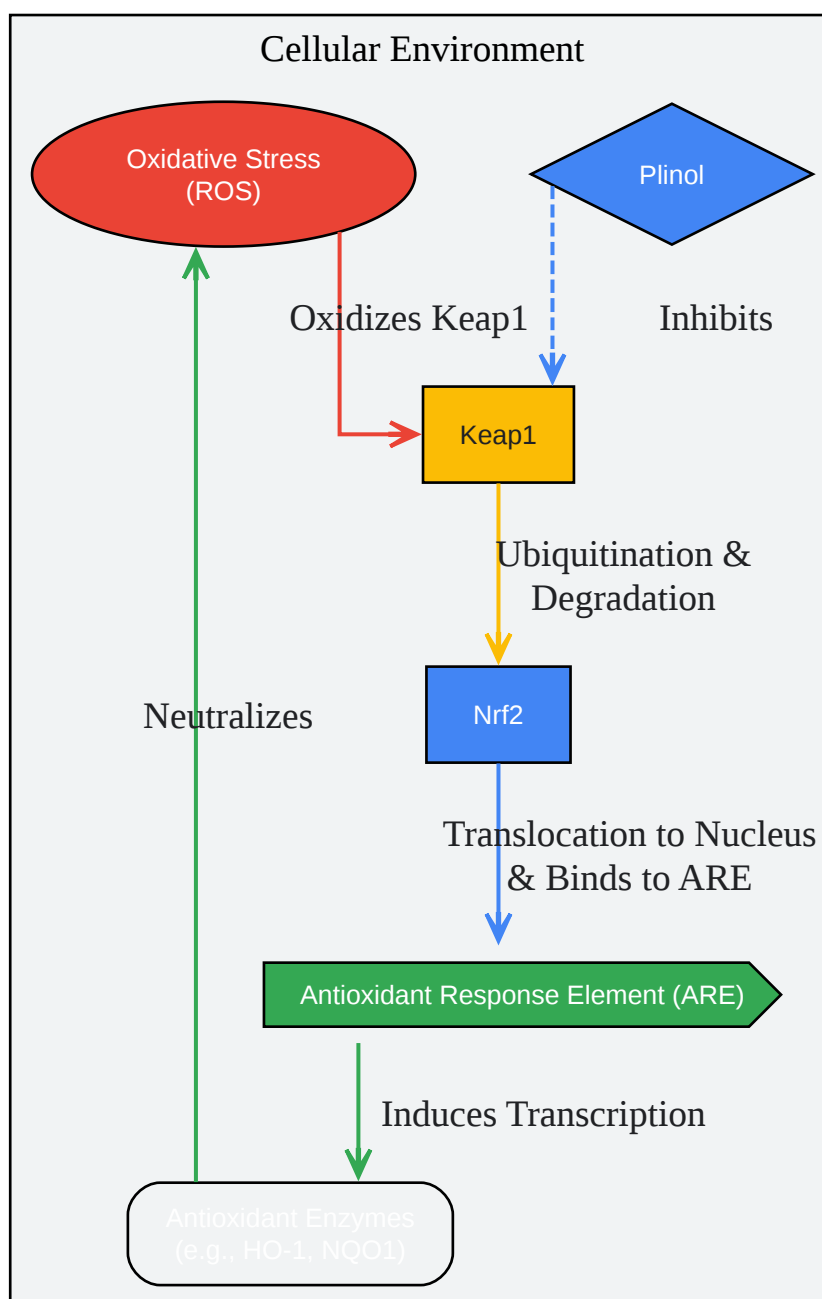 Cellular Environment
Oxidative Stress
(ROS)
Plinol
Oxidizes Keap1
Inhibits
Keap1
Ubiquitination &
Degradation
Nrf2
Neutralizes
Translocation to Nucleus
& Binds to ARE
Antioxidant Response Element (ARE)
Induces Transcription
Antioxidant Enzymes
(e.g., HO-1, NQO1)